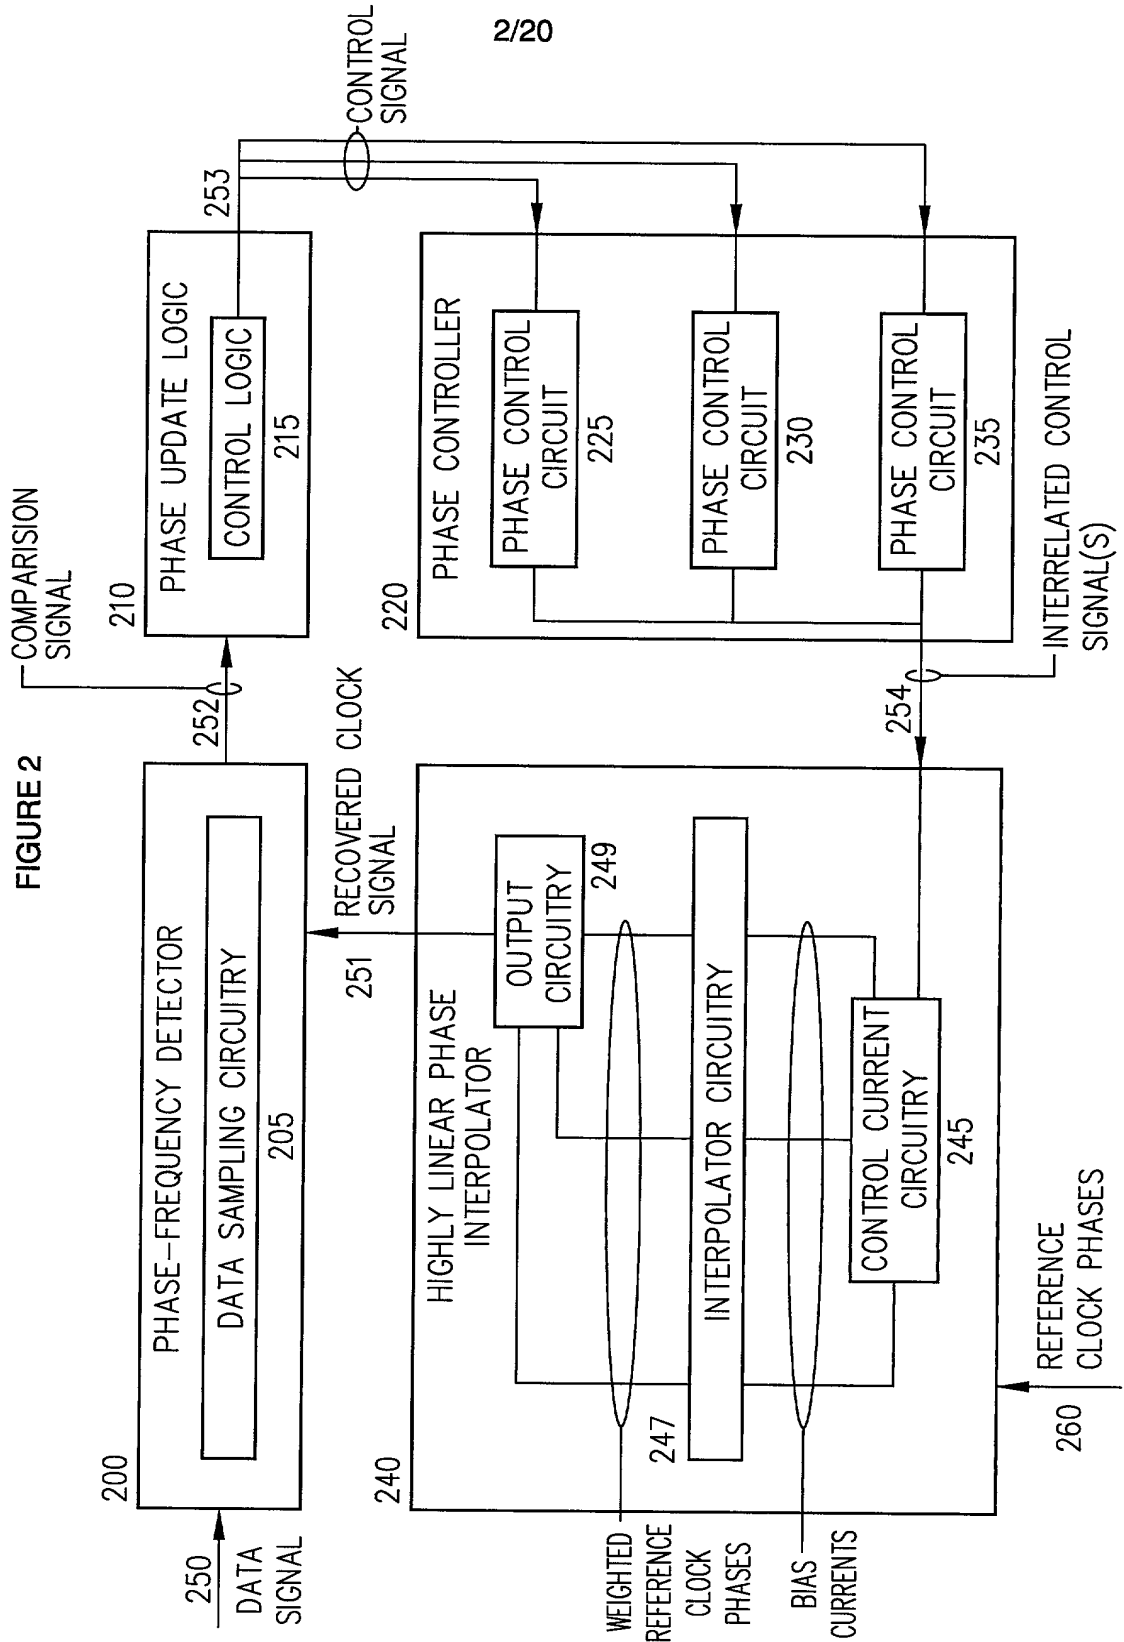 2/20
FIGURE 2
200
PHASE-FREQUENCY DETECTOR
DATA SAMPLING CIRCUITRY
205
250
DATA
SIGNAL
252
COMPARISION
SIGNAL
210
PHASE UPDATE LOGIC
CONTROL LOGIC
215
253
CONTROL
SIGNAL
251
RECOVERED CLOCK
SIGNAL
220
PHASE CONTROLLER
PHASE CONTROL
CIRCUIT
225
PHASE CONTROL
CIRCUIT
230
PHASE CONTROL
CIRCUIT
235
254
INTERRELATED CONTROL
SIGNAL(S)
240
HIGHLY LINEAR PHASE
INTERPOLATOR
OUTPUT
CIRCUITRY
249
247
INTERPOLATOR CIRCUITRY
CONTROL CURRENT
CIRCUITRY
245
WEIGHTED
REFERENCE
CLOCK
PHASES
BIAS
CURRENTS
260
REFERENCE
CLOCK PHASES